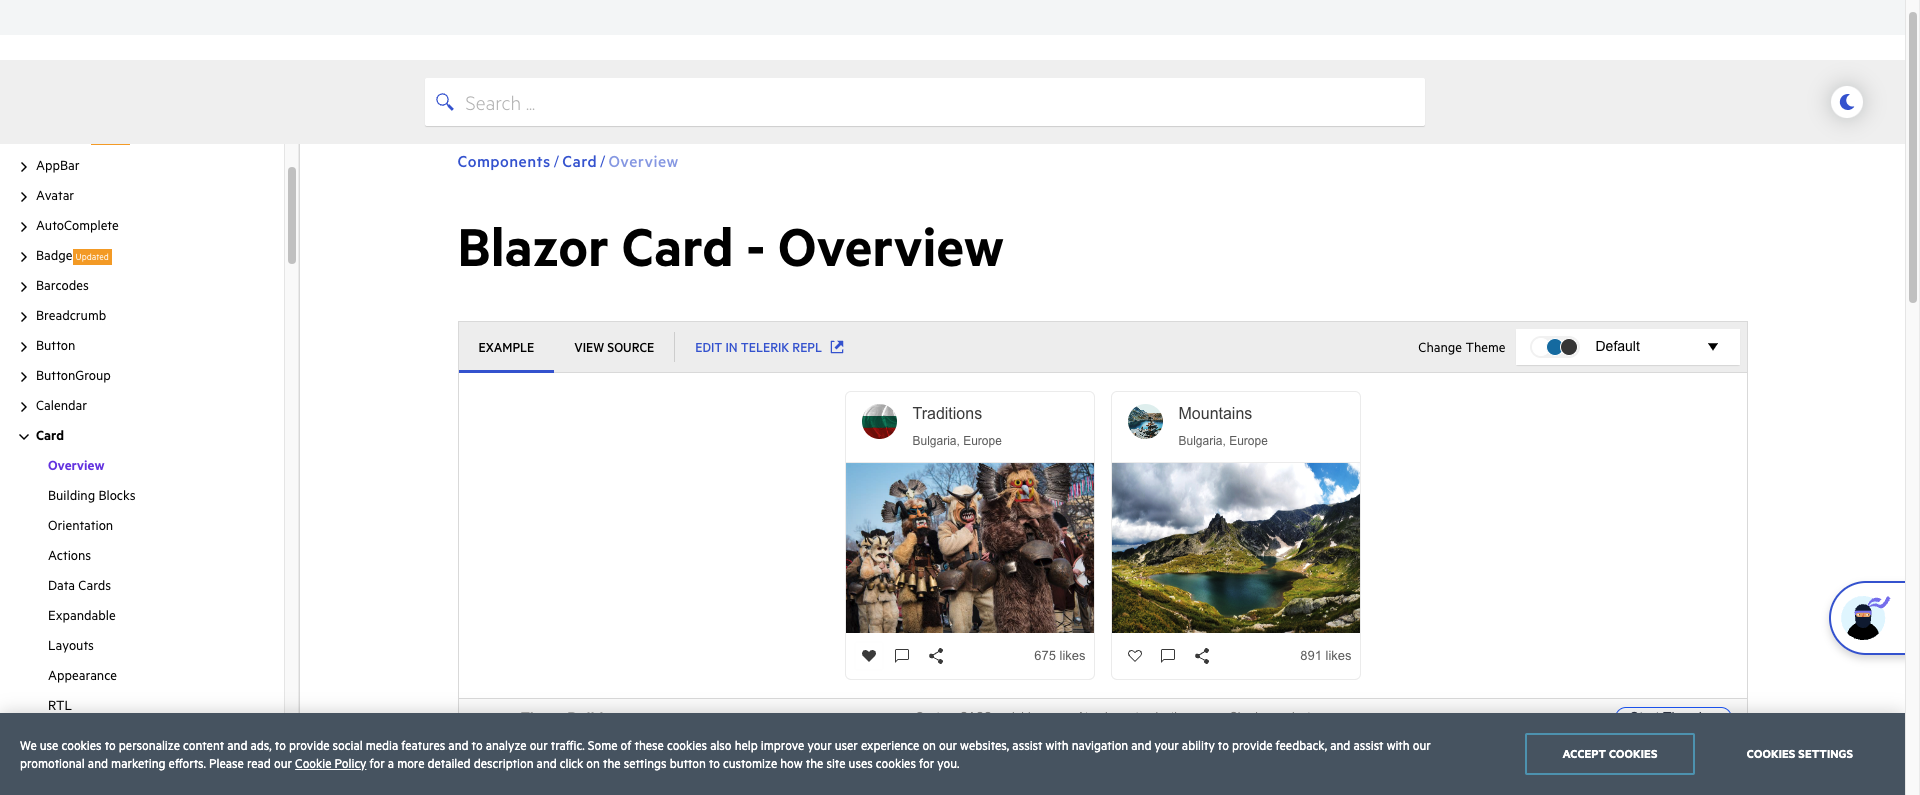 Search ...
AppBar
Avatar
AutoComplete
Badge Updated
Barcodes
Breadcrumb
Button
ButtonGroup
Calendar
Card
Overview
Building Blocks
Orientation
Actions
Data Cards
Expandable
Layouts
Appearance
RTL
Components / Card / Overview
Blazor Card - Overview
EXAMPLE
VIEW SOURCE
EDIT IN TELERIK REPL
Change Theme
Default
Traditions
Bulgaria, Europe
675 likes
Mountains
Bulgaria, Europe
891 likes
We use cookies to personalize content and ads, to provide social media features and to analyze our traffic. Some of these cookies also help improve your user experience on our websites, assist with navigation and your ability to provide feedback, and assist with our
promotional and marketing efforts. Please read our Cookie Policy for a more detailed description and click on the settings button to customize how the site uses cookies for you.
ACCEPT COOKIES
COOKIES SETTINGS